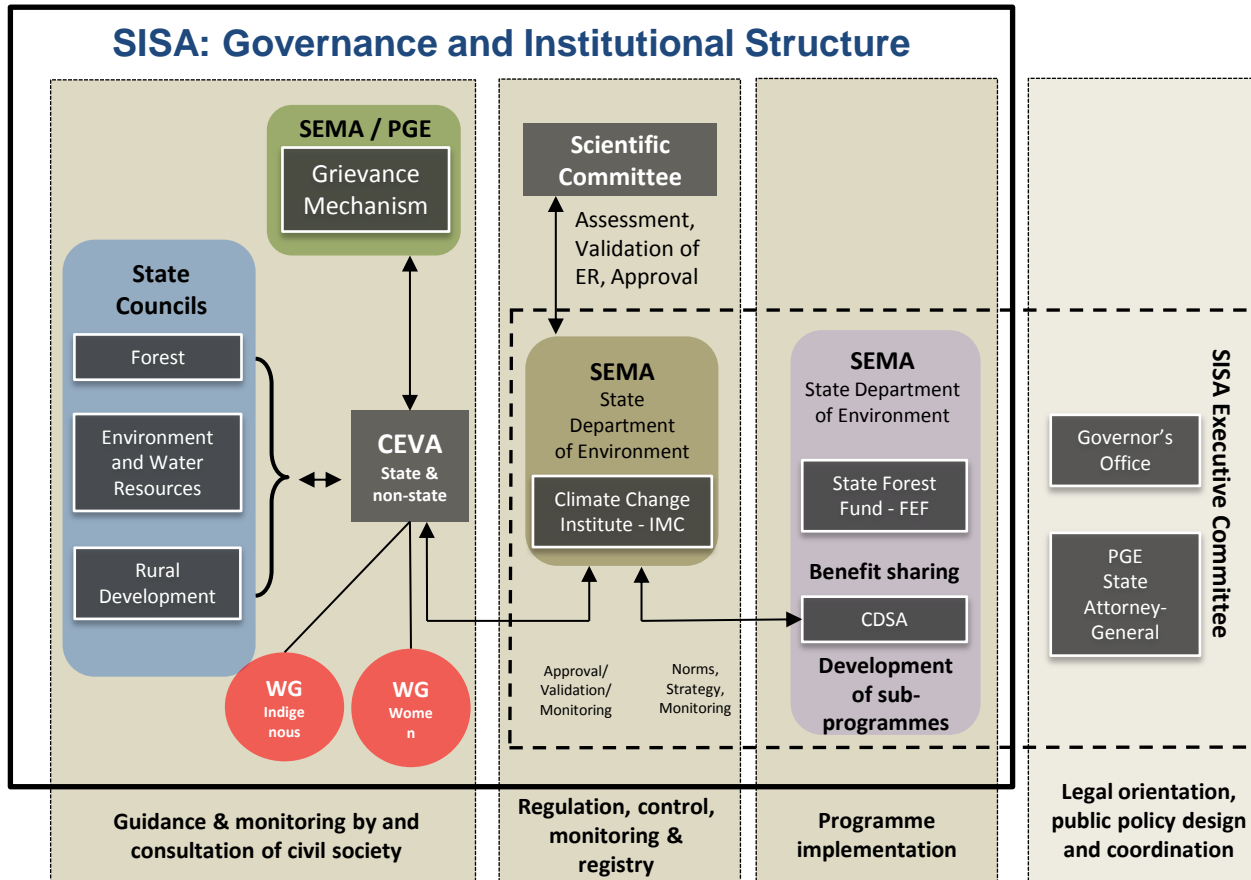 SISA: Governance and Institutional Structure
SEMA / PGE
Grievance
Mechanism
State
Councils
Forest
Environment
and Water
Resources
Rural
Development
CEVA
State &
non-state
WG
Indige
nous
WG
Wome
n
Guidance & monitoring by and
consultation of civil society
Scientific
Committee
Assessment,
Validation of
ER, Approval
SEMA
State
Department
of Environment
Climate Change
Institute - IMC
Approval/
Validation/
Monitoring
Norms,
Strategy,
Monitoring
Regulation, control,
monitoring &
registry
SEMA
State Department
of Environment
State Forest
Fund - FEF
Benefit sharing
CDSA
Development
of sub-
programmes
Programme
implementation
Governor's
Office
PGE
State
Attorney-
General
SISA Executive Committee
Legal orientation,
public policy design
and coordination